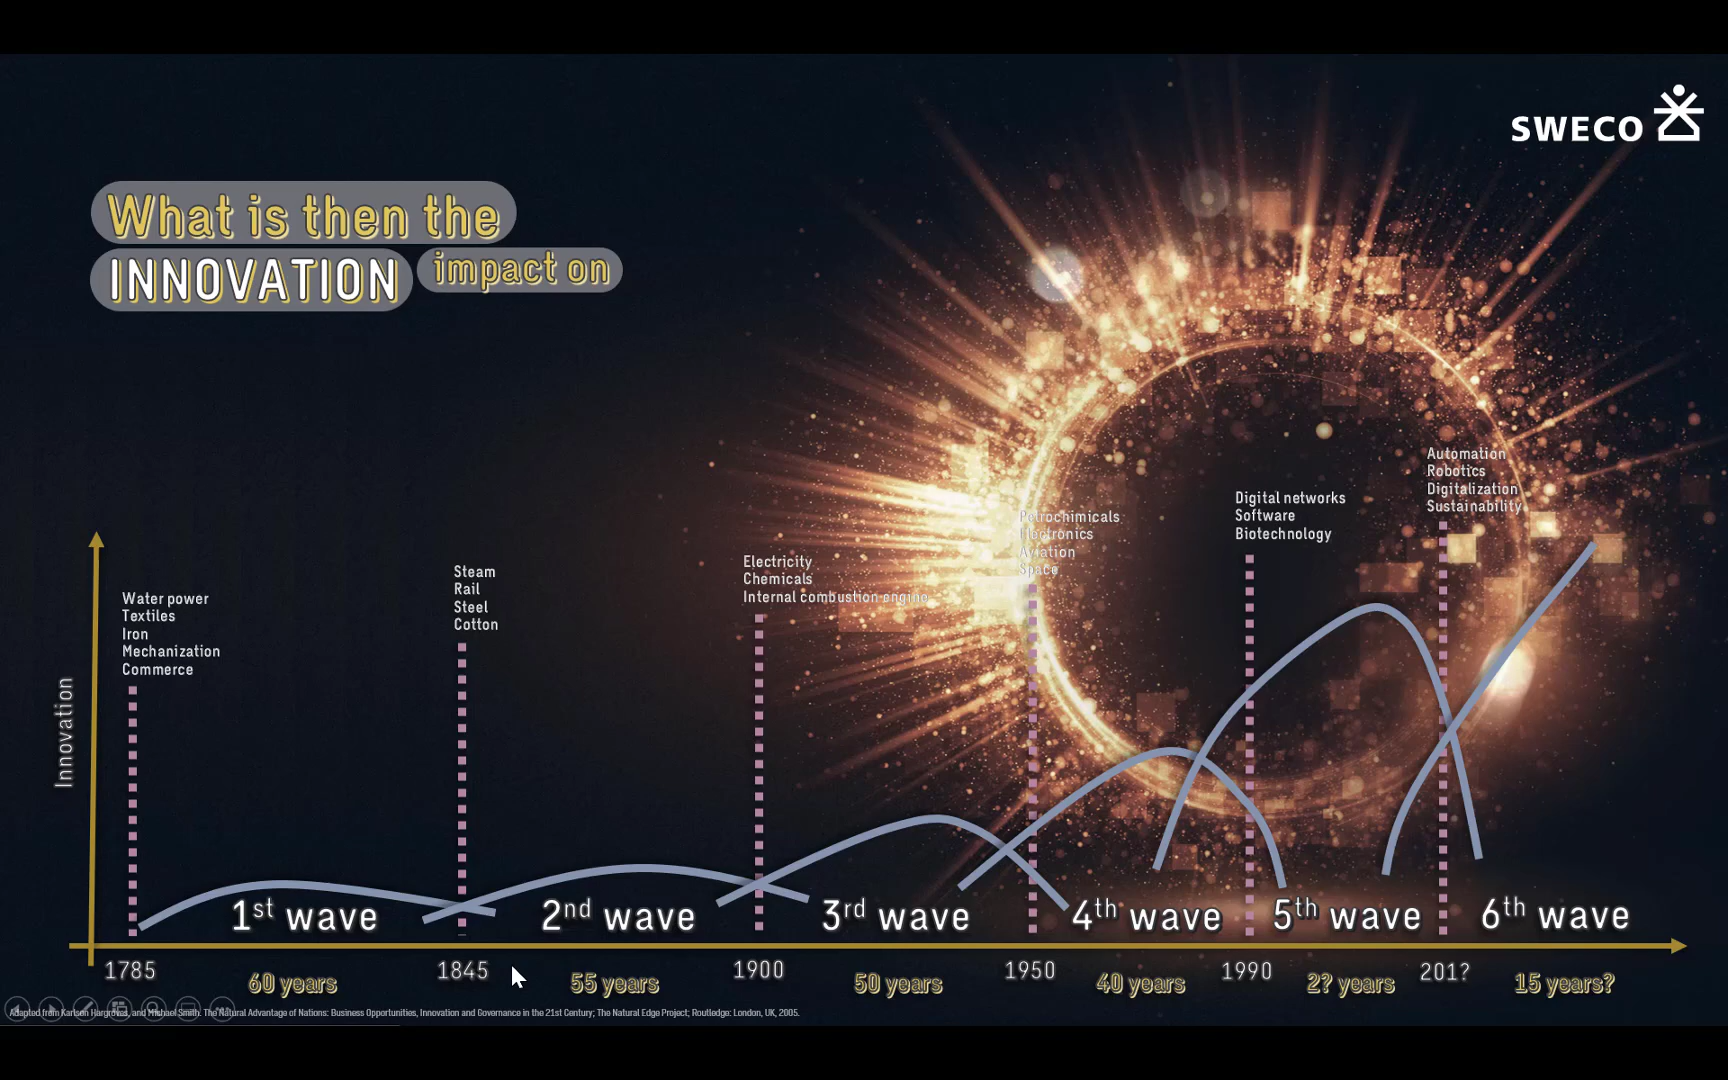 SWECO
What is then the
INNOVATION impact on
Automation
Robotics
Digitalization
Sustainability
Digital networks
Software
Biotechnology
Petrochimicals
Electronics
Aviation
Space
Electricity
Chemicals
Internal combustion engine
Steam
Rail
Steel
Cotton
Water power
Textiles
Iron
Mechanization
Commerce
Innovation
1st wave
2nd wave
3rd wave
4th wave
5th wave
6th wave
1785
60 years
1845
55 years
1900
50 years
1950
40 years
1990
2? years
201?
15 years?
Adapted from Karlson Hargroves, and Michael Smith. The Natural Advantage of Nations: Business Opportunities, Innovation and Governance in the 21st Century; The Natural Edge Project; Routledge: London, UK, 2005.